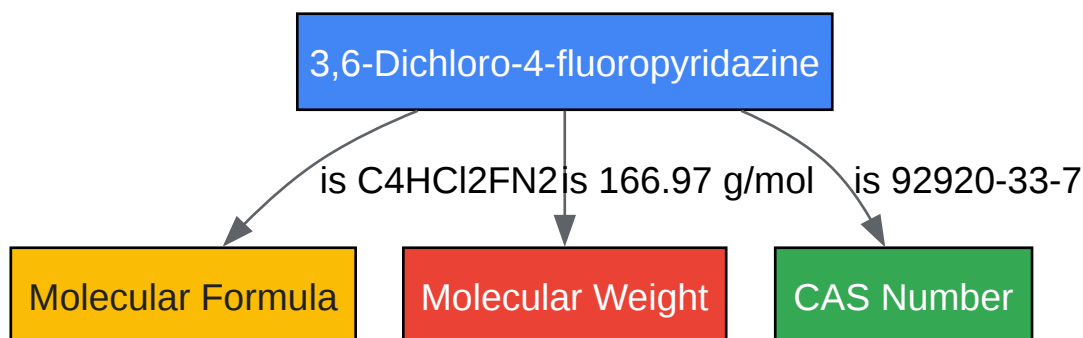 3,6-Dichloro-4-fluoropyridazine
is C4HCl2FN2
is 166.97 g/mol
is 92920-33-7
Molecular Formula
Molecular Weight
CAS Number